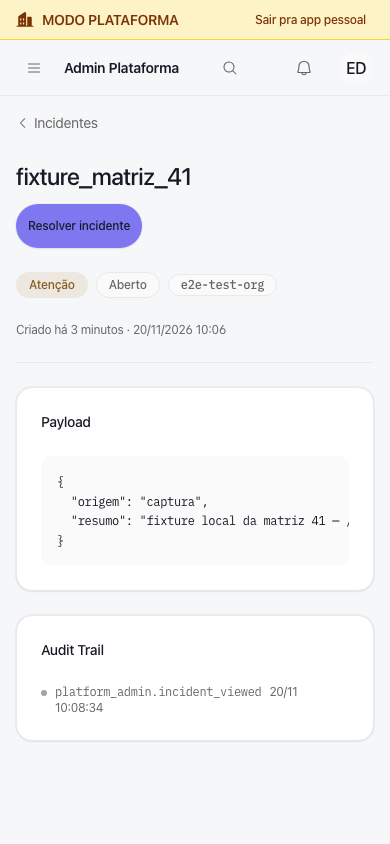 MODO PLATAFORMA
Sair pra app pessoal
Admin Plataforma
ED
Incidentes
fixture_matriz_41
Resolver incidente
Atenção
Aberto
e2e-test-org
Criado há 3 minutos · 20/11/2026 10:06
Payload
{
  "origem": "captura",
  "resumo": "fixture local da matriz 41 —
}
Audit Trail
platform_admin.incident_viewed 20/11
10:08:34